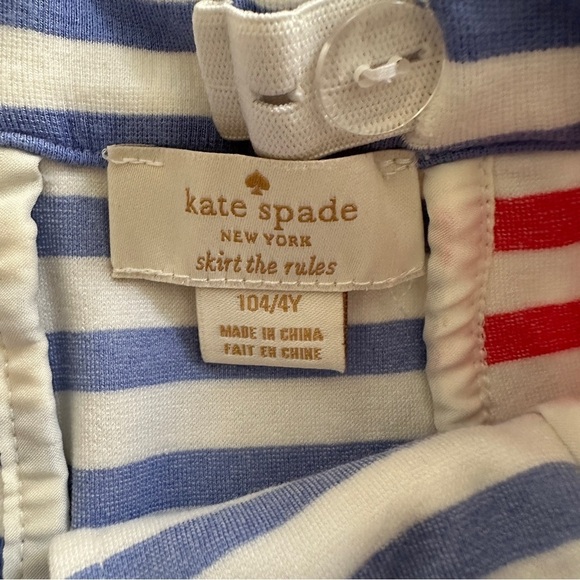 kate spade
NEW YORK
skirt the rules
104/4Y
MADE IN CHINA
FAIT EN CHINE